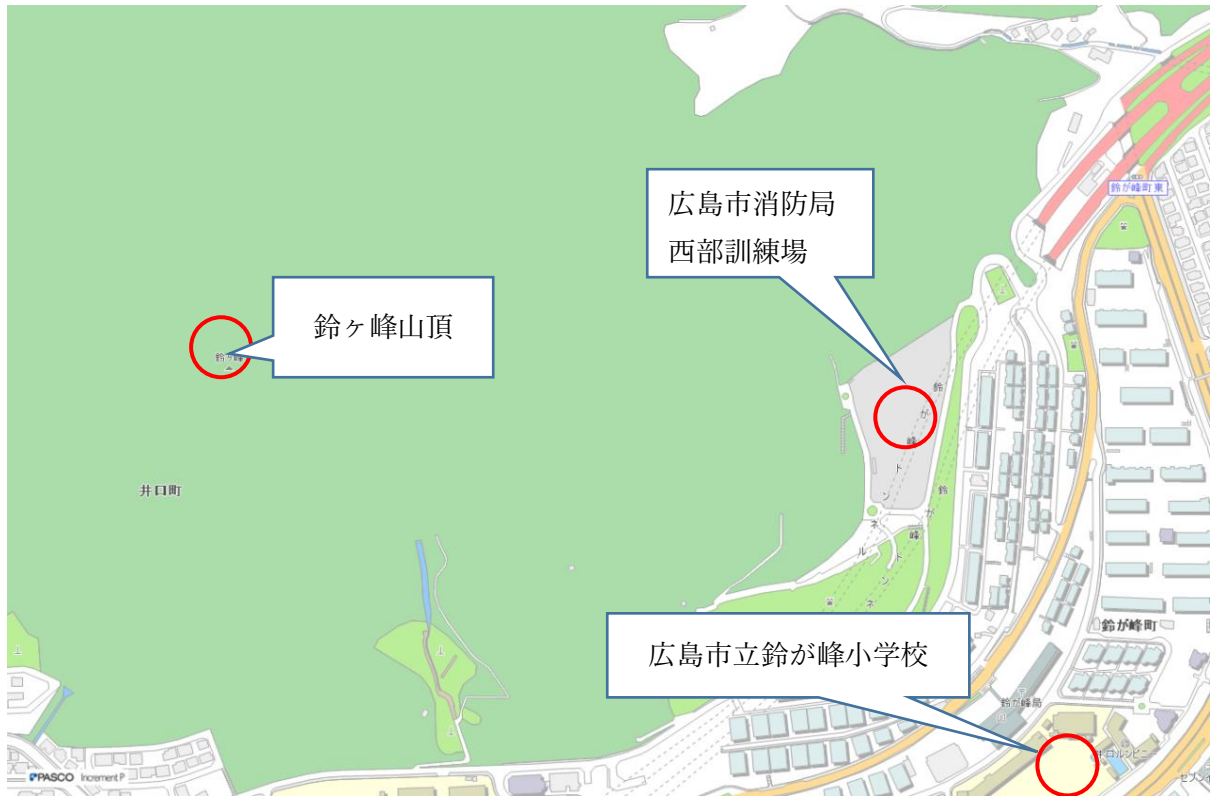 鈴が峰町東
広島市消防局
西部訓練場
鈴ヶ峰山頂
鈴ヶ峰
鈴が峰トンネル
鈴が峰トンネ
井口町
広島市立鈴が峰小学校
鈴が峰町
鈴が峰局
PASCO Increment P